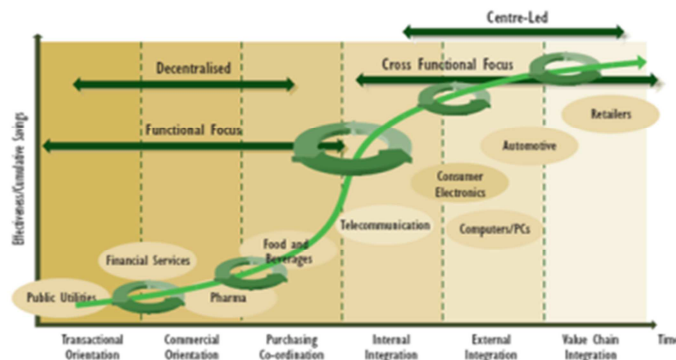 Centre-Led
Decentralised
Cross Functional Focus
Functional Focus
Retailers
Automotive
Consumer
Electronics
Telecommunication
Computers/PCs
Food and
Beverages
Financial Services
Public Utilities
Pharma
Effectiveness/Cumulative Savings
Transactional
Orientation
Commercial
Orientation
Purchasing
Co-ordination
Internal
Integration
External
Integration
Value Chain
Integration
Time